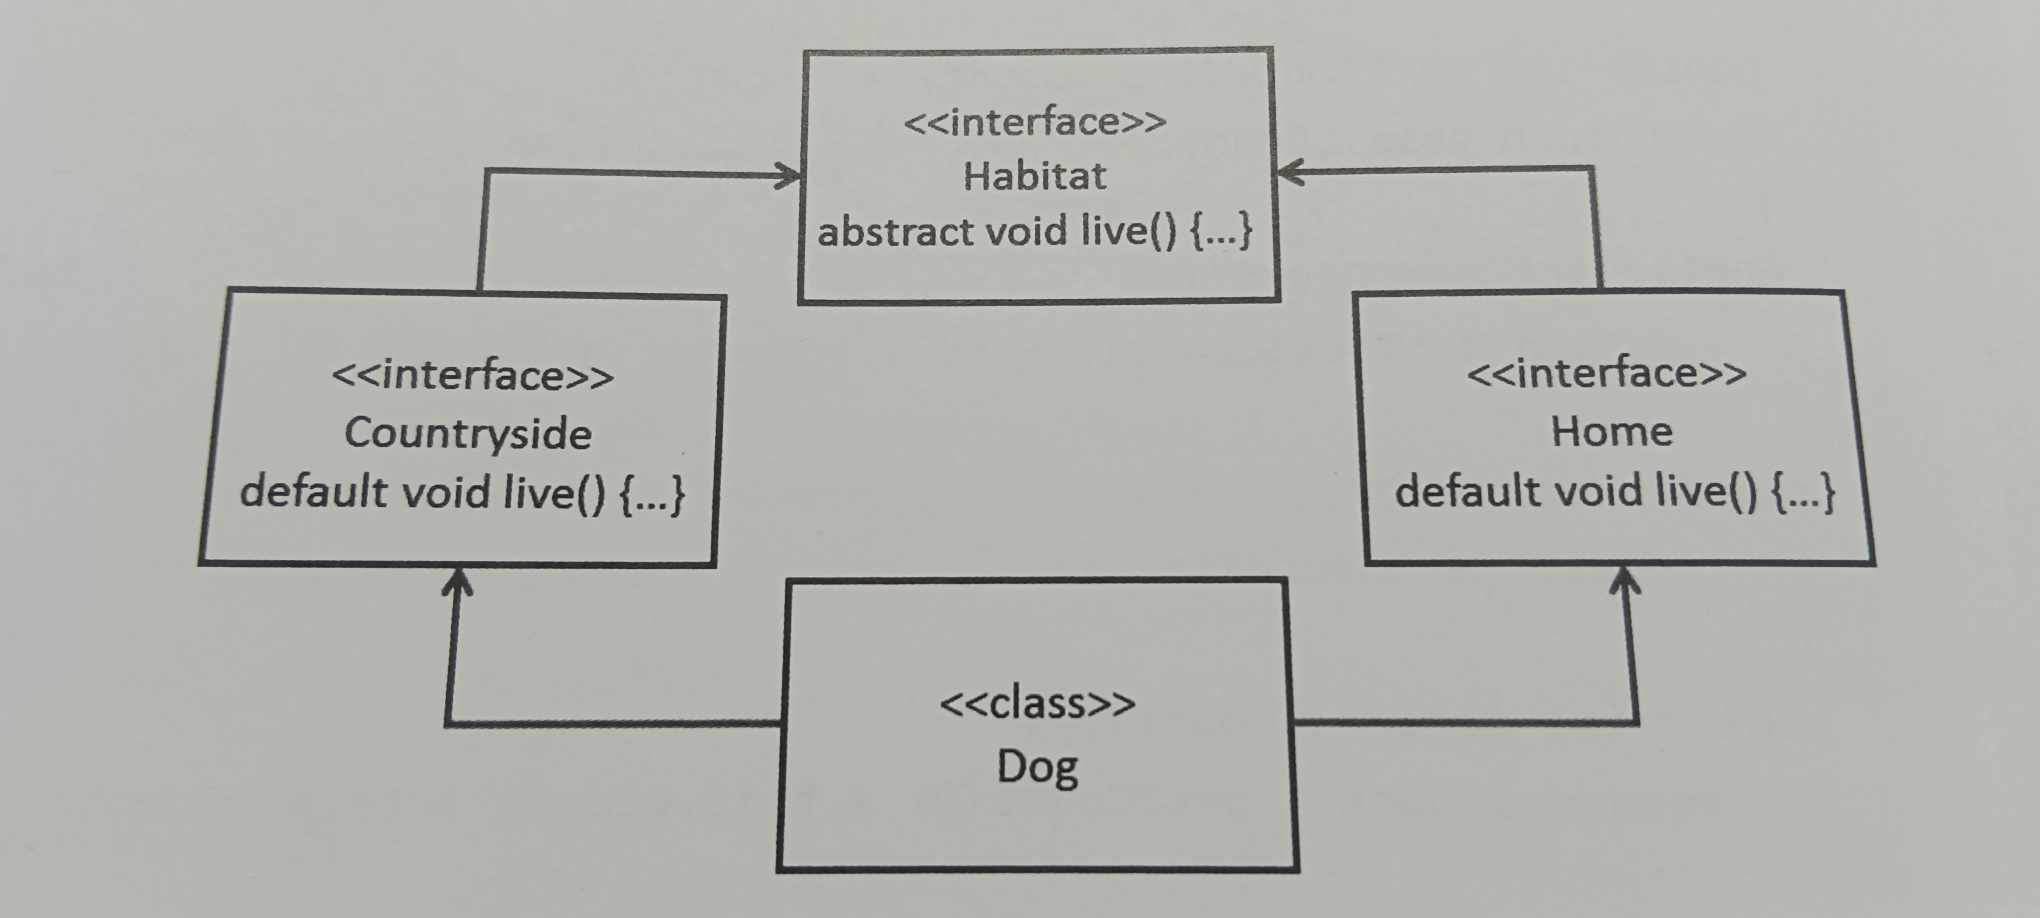 <<interface>>
Habitat
abstract void live() {...}
<<interface>>
Countryside
default void live() {...}
<<interface>>
Home
default void live() {...}
<<class>>
Dog